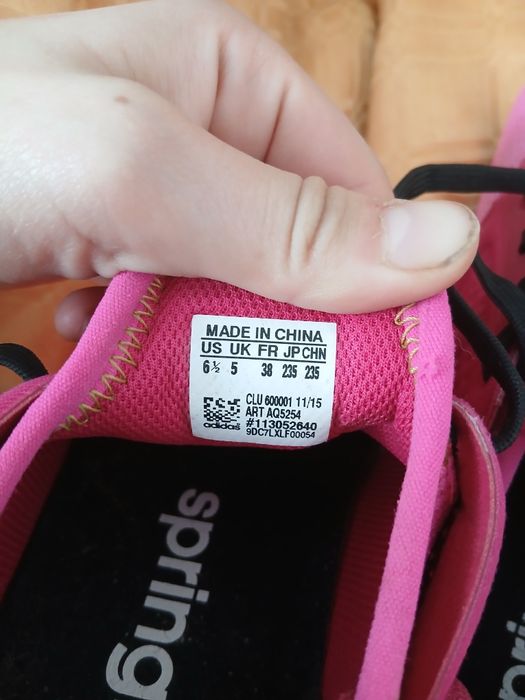 MADE IN CHINA
US UK FR JP CHN
6½ 5 38 235 235
CLU 600001 11/15
ART AQ5254
#113052640
adidas 9DC7LXLF00054
spring